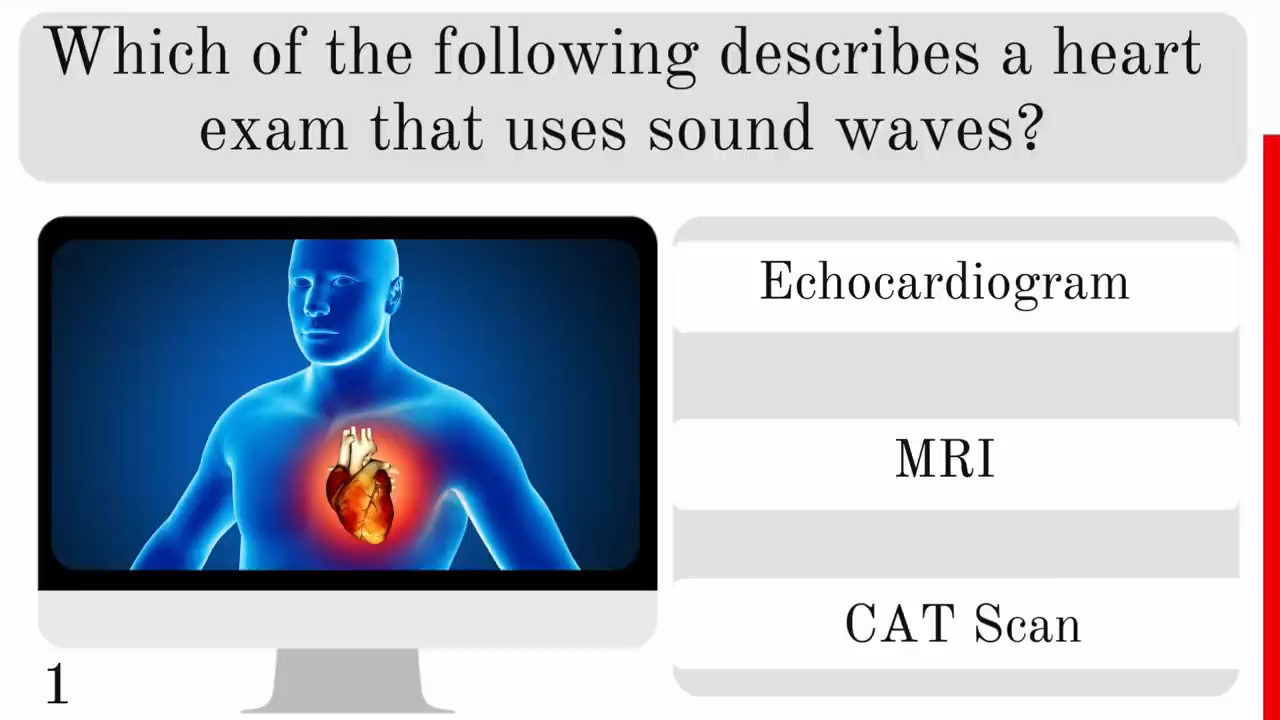 Which of the following describes a heart
exam that uses sound waves?
Echocardiogram
MRI
CAT Scan
1